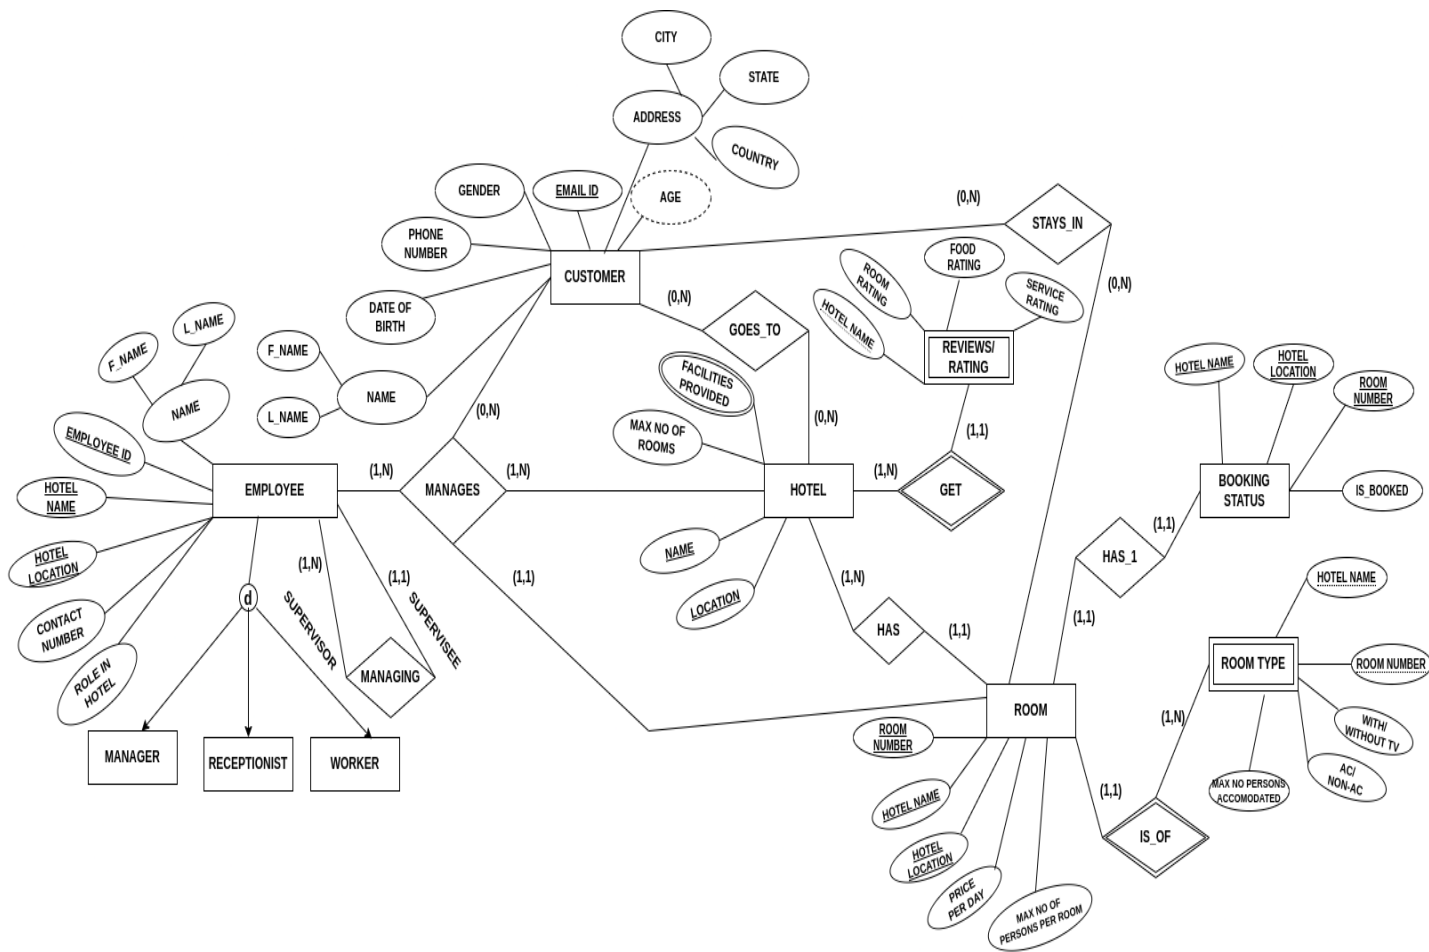 CITY
STATE
ADDRESS
COUNTRY
GENDER
EMAIL ID
AGE
PHONE
NUMBER
(0,N)
STAYS_IN
CUSTOMER
DATE OF
BIRTH
(0,N)
GOES_TO
ROOM
RATING
FOOD
RATING
SERVICE
RATING
HOTEL NAME
(0,N)
REVIEWS/
RATING
L_NAME
F_NAME
NAME
F_NAME
L_NAME
NAME
FACILITIES
PROVIDED
MAX NO OF
ROOMS
(0,N)
(0,N)
(1,1)
HOTEL NAME
HOTEL
LOCATION
ROOM
NUMBER
EMPLOYEE ID
HOTEL
NAME
EMPLOYEE
(1,N)
MANAGES
(1,N)
HOTEL
(1,N)
GET
BOOKING
STATUS
IS_BOOKED
(1,1)
HAS_1
HOTEL
LOCATION
CONTACT
NUMBER
ROLE IN
HOTEL
(1,N)
(1,1)
d
SUPERVISOR
SUPERVISEE
MANAGING
(1,1)
NAME
LOCATION
(1,N)
HAS
(1,1)
(1,1)
HOTEL NAME
ROOM TYPE
ROOM NUMBER
WITH/
WITHOUT TV
AC/
NON-AC
MAX NO PERSONS
ACCOMODATED
(1,N)
MANAGER
RECEPTIONIST
WORKER
ROOM
ROOM
NUMBER
HOTEL NAME
HOTEL
LOCATION
PRICE
PER DAY
MAX NO OF
PERSONS PER ROOM
(1,1)
IS_OF